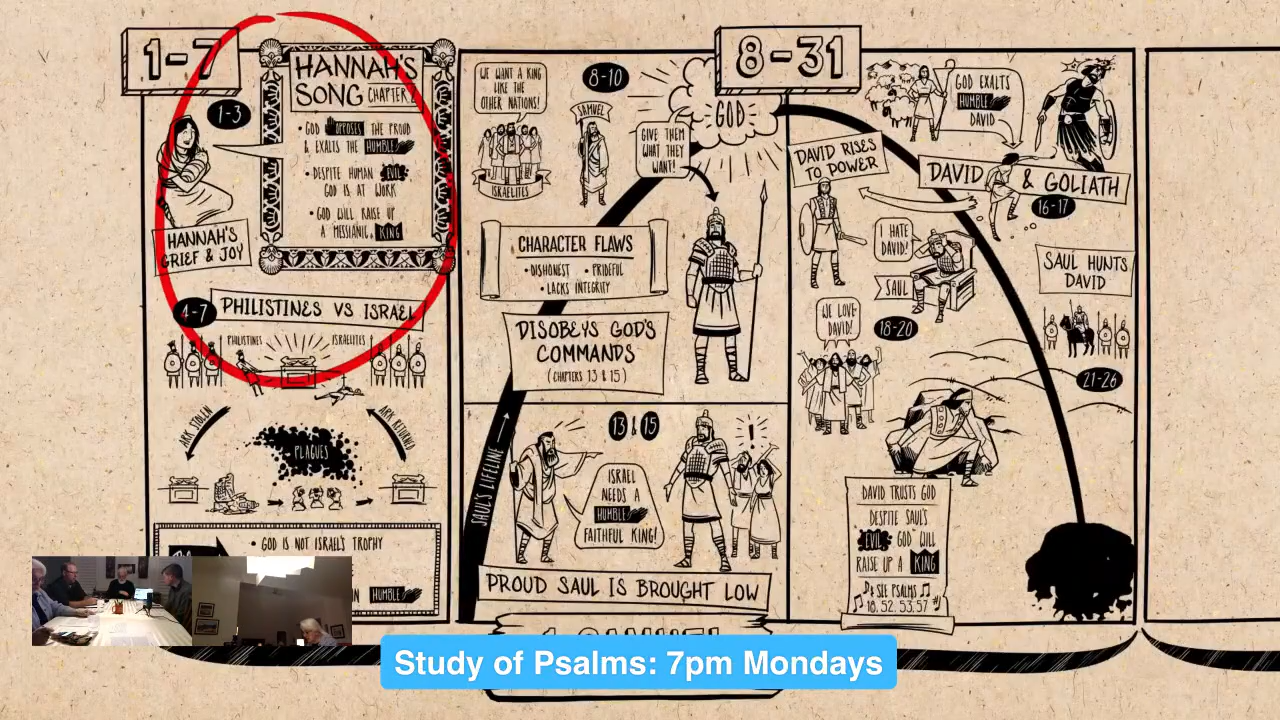 1-7
1-3
HANNAH'S
SONG CHAPTER 2
• GOD OPPOSES THE PROUD
& EXALTS THE HUMBLE
• DESPITE HUMAN EVIL
GOD IS AT WORK
• GOD WILL RAISE UP
A MESSIANIC KING
HANNAH'S
GRIEF & JOY
4-7
PHILISTINES VS ISRAEL
PHILISTINES
ISRAELITES
ARK STOLEN
PLAGUES
ARK RETURNED
• GOD IS NOT ISRAEL'S TROPHY
HUMBLE
8-31
WE WANT A KING
LIKE THE
OTHER NATIONS!
8-10
ISRAELITES
SAMUEL
GIVE THEM
WHAT THEY
WANT!
GOD
CHARACTER FLAWS
• DISHONEST • PRIDEFUL
• LACKS INTEGRITY
DISOBEYS GOD'S
COMMANDS
(CHAPTERS 13 & 15)
SAUL'S LIFELINE
13 & 15
ISRAEL
NEEDS A
HUMBLE
FAITHFUL KING!
PROUD SAUL IS BROUGHT LOW
1 SAMUEL
GOD EXALTS
HUMBLE
DAVID
DAVID RISES
TO POWER
DAVID & GOLIATH
16-17
I HATE
DAVID!
SAUL
WE LOVE
DAVID!
18-20
SAUL HUNTS
DAVID
21-26
DAVID TRUSTS GOD
DESPITE SAUL'S
EVIL GOD WILL
RAISE UP A KING
SEE PSALMS
18, 52, 53, 57
Study of Psalms: 7pm Mondays